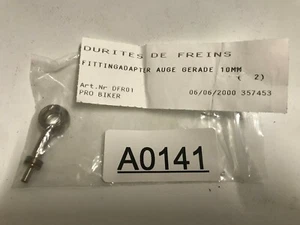 DURITES DE FREINS
FITTINGADAPTER AUGE GERADE 10MM
( 2)
Art.Nr DFR01
PRO BIKER
06/06/2000 357453
A0141